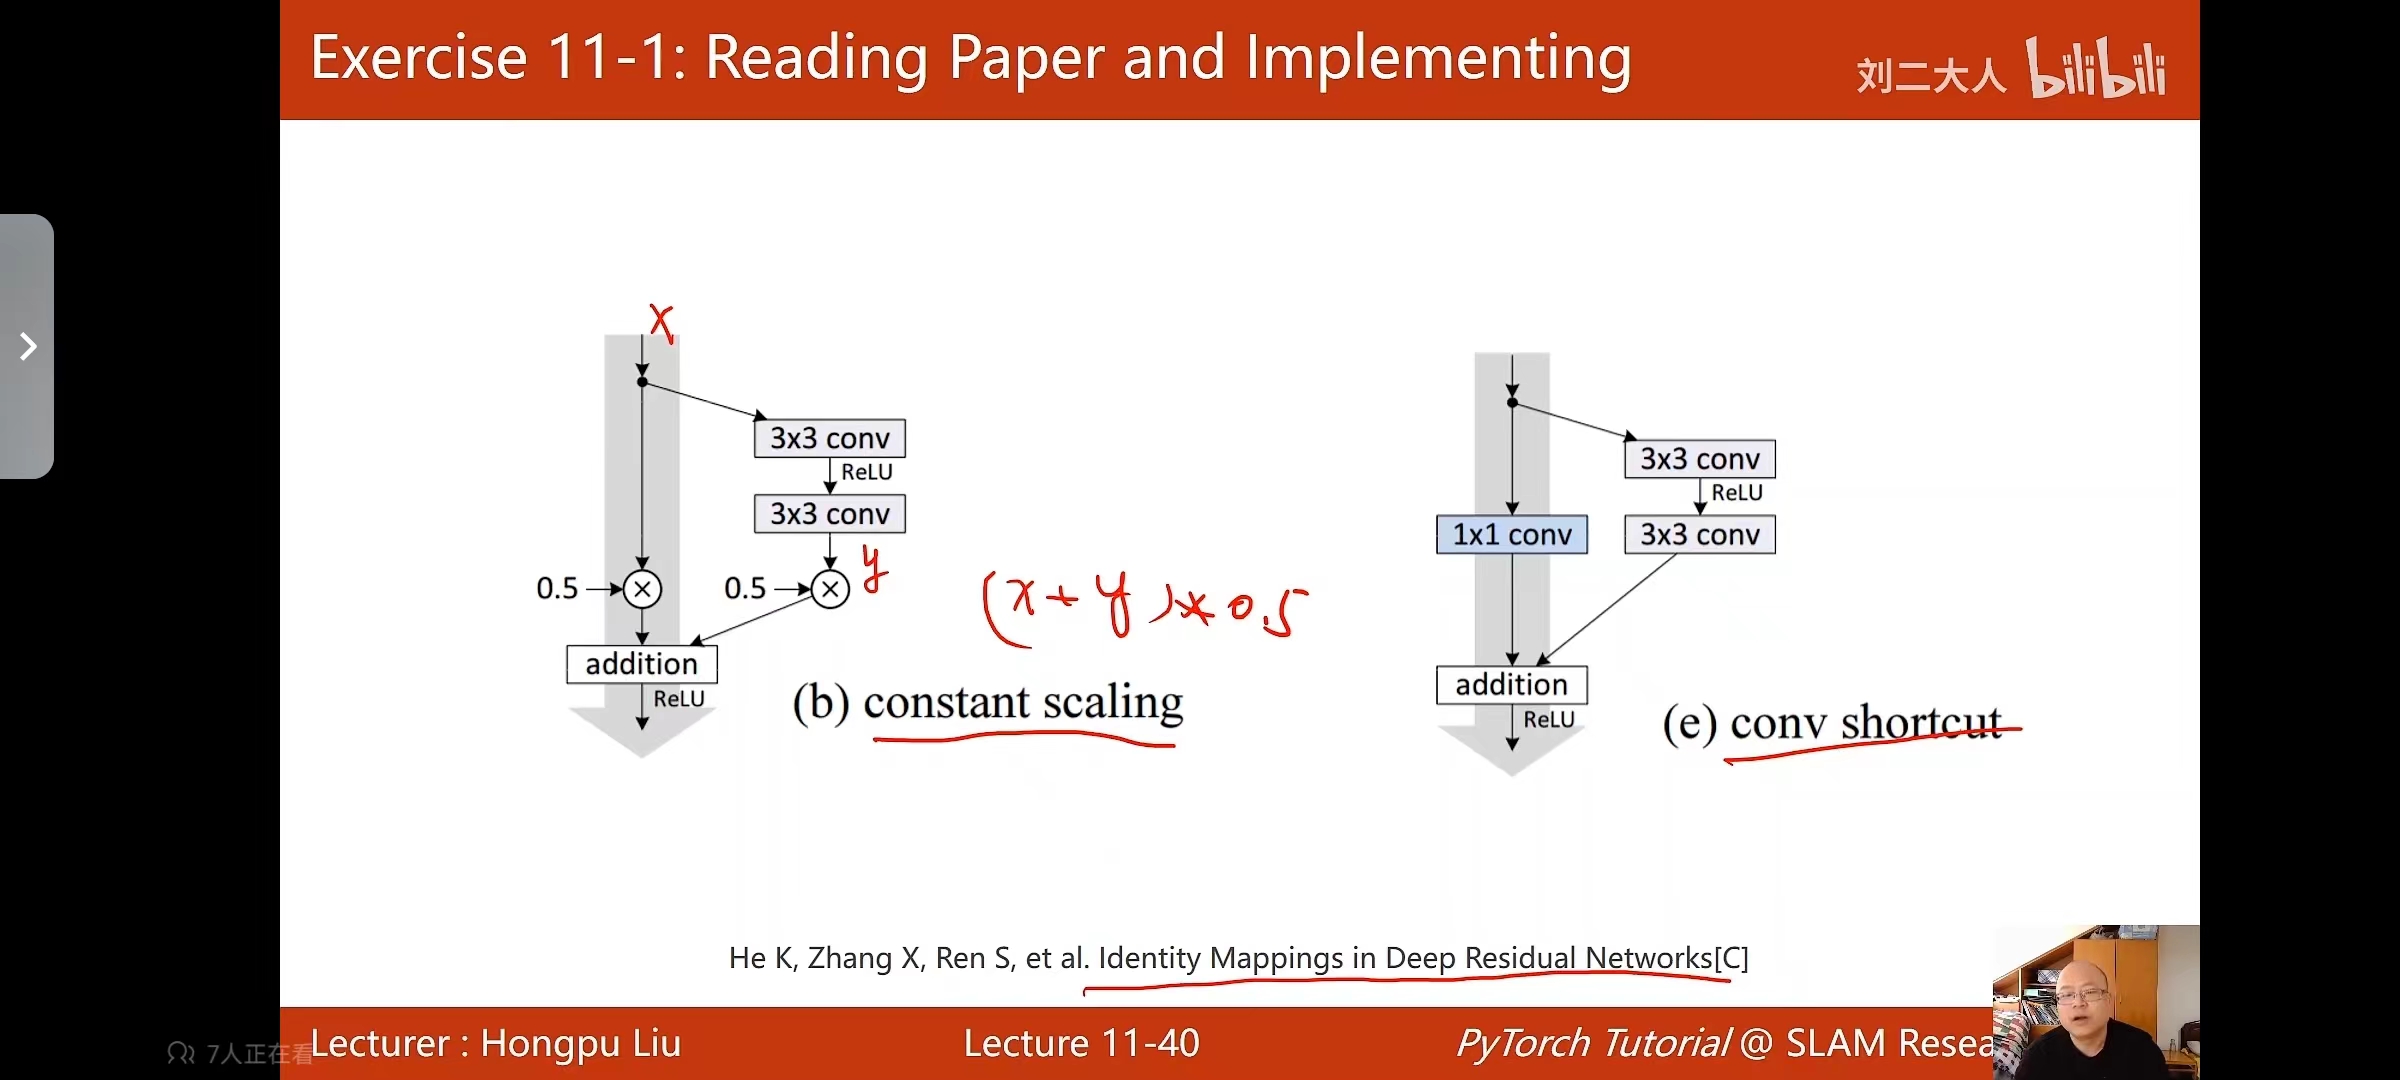 Exercise 11-1: Reading Paper and Implementing
刘二大人 bilibili
x
3x3 conv
ReLU
3x3 conv
y
0.5
0.5
addition
ReLU
(x+y)*0.5
(b) constant scaling
3x3 conv
ReLU
1x1 conv
3x3 conv
addition
ReLU
(e) conv shortcut
He K, Zhang X, Ren S, et al. Identity Mappings in Deep Residual Networks[C]
7人正在看
Lecturer : Hongpu Liu
Lecture 11-40
PyTorch Tutorial @ SLAM Resea